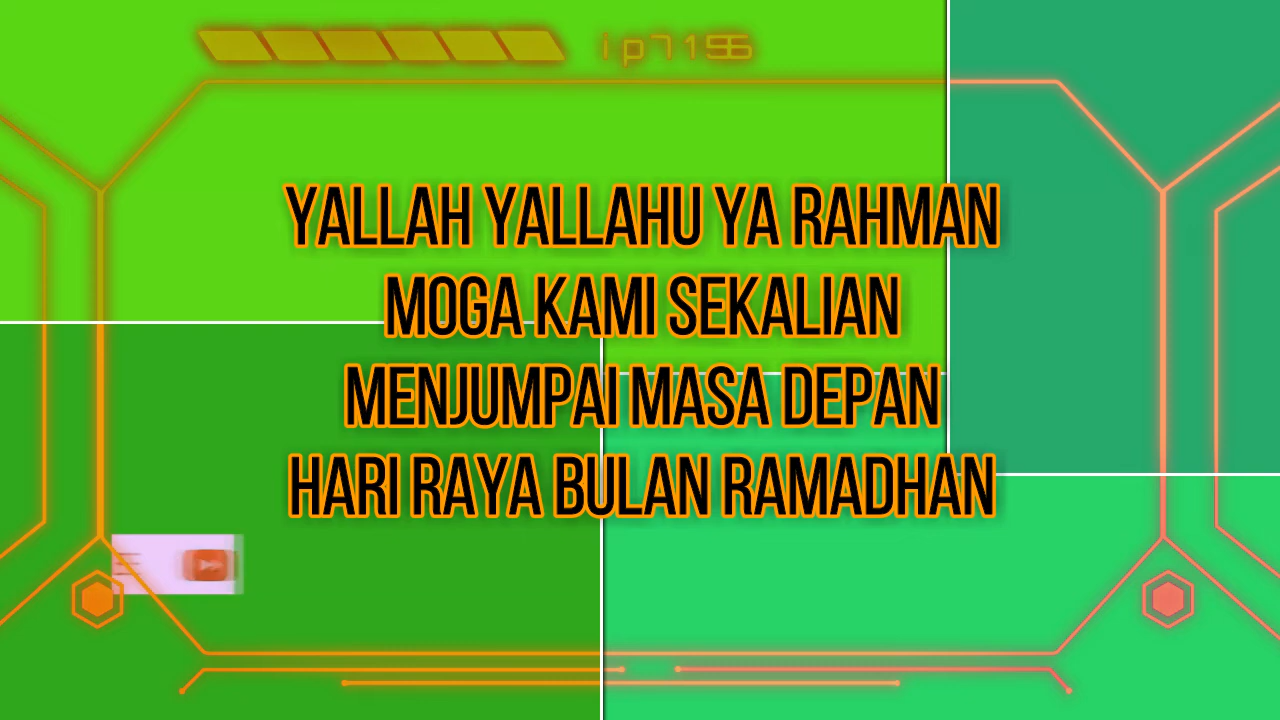 YALLAH YALLAHU YA RAHMAN
MOGA KAMI SEKALIAN
MENJUMPAI MASA DEPAN
HARI RAYA BULAN RAMADHAN